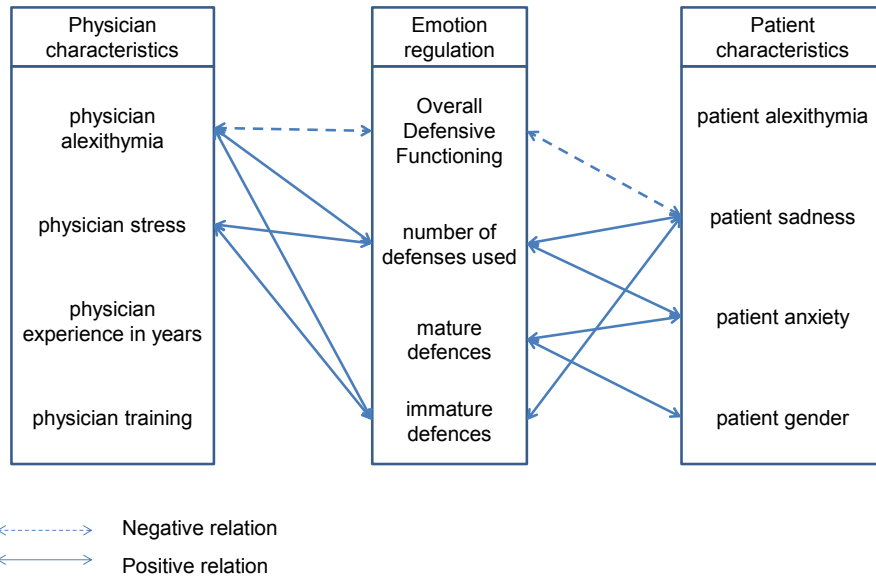 Physician
characteristics
physician
alexithymia
physician stress
physician
experience in years
physician training
Emotion
regulation
Overall
Defensive
Functioning
number of
defenses used
mature
defences
immature
defences
Patient
characteristics
patient alexithymia
patient sadness
patient anxiety
patient gender
Negative relation
Positive relation